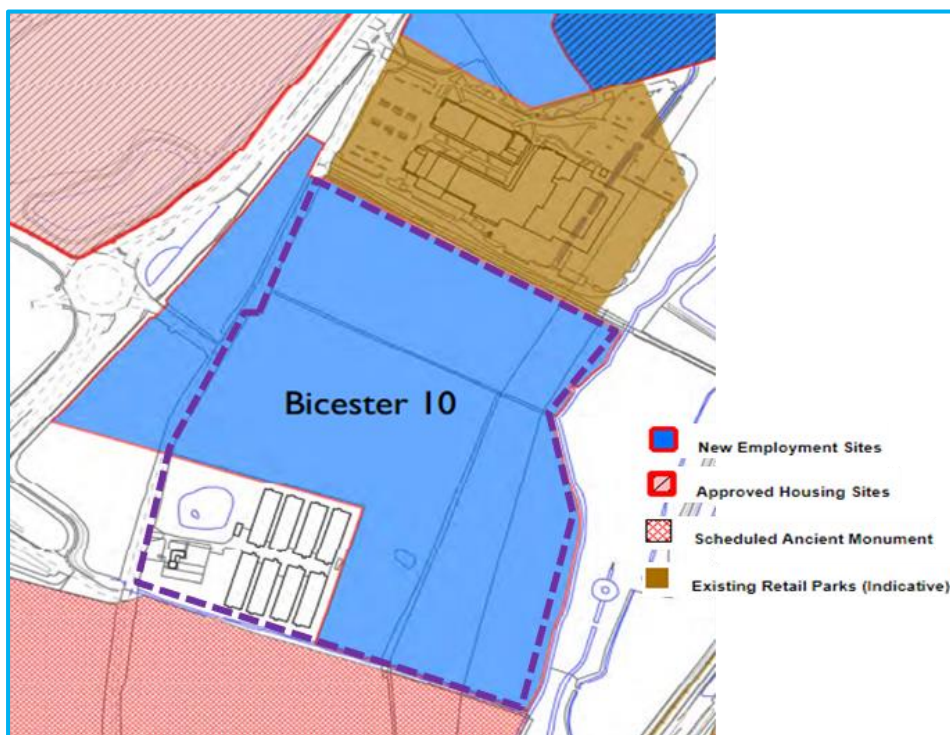 Bicester 10
New Employment Sites
Approved Housing Sites
Scheduled Ancient Monument
Existing Retail Parks (Indicative)